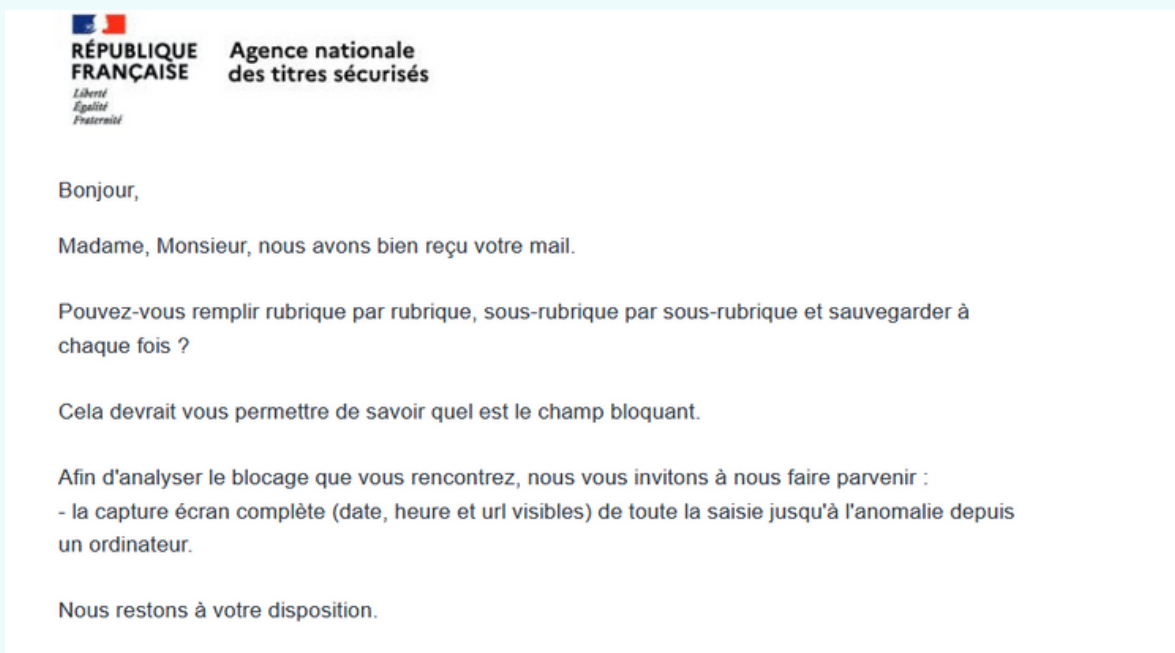 RÉPUBLIQUE
FRANÇAISE
Liberté
Égalité
Fraternité
Agence nationale
des titres sécurisés
Bonjour,
Madame, Monsieur, nous avons bien reçu votre mail.
Pouvez-vous remplir rubrique par rubrique, sous-rubrique par sous-rubrique et sauvegarder à
chaque fois ?
Cela devrait vous permettre de savoir quel est le champ bloquant.
Afin d'analyser le blocage que vous rencontrez, nous vous invitons à nous faire parvenir :
- la capture écran complète (date, heure et url visibles) de toute la saisie jusqu'à l'anomalie depuis
un ordinateur.
Nous restons à votre disposition.